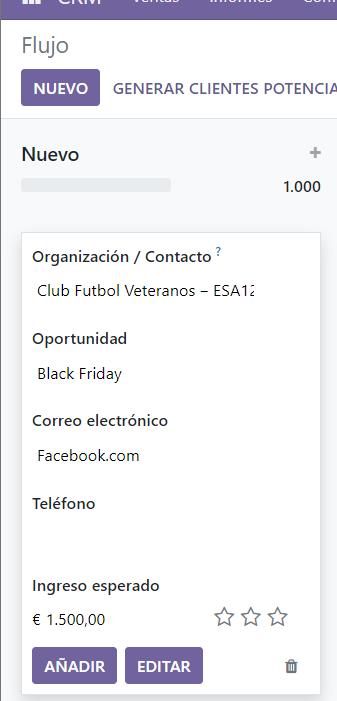 CRM Ventas Informes
Flujo
NUEVO GENERAR CLIENTES POTENCIA
Nuevo +
1.000
Organización / Contacto ?
Club Futbol Veteranos – ESA12
Oportunidad
Black Friday
Correo electrónico
Facebook.com
Teléfono
Ingreso esperado
€ 1.500,00
AÑADIR EDITAR